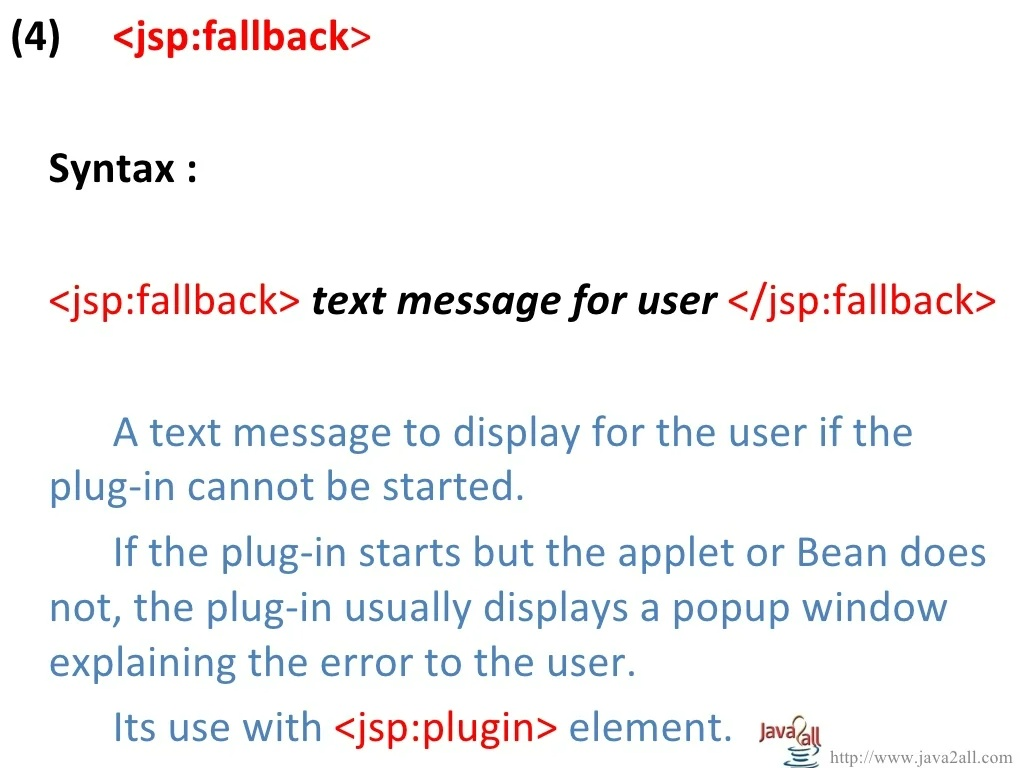 (4) <jsp:fallback>
Syntax :
<jsp:fallback> text message for user </jsp:fallback>
A text message to display for the user if the
plug-in cannot be started.
If the plug-in starts but the applet or Bean does
not, the plug-in usually displays a popup window
explaining the error to the user.
Its use with <jsp:plugin> element.
Java2all
http://www.java2all.com